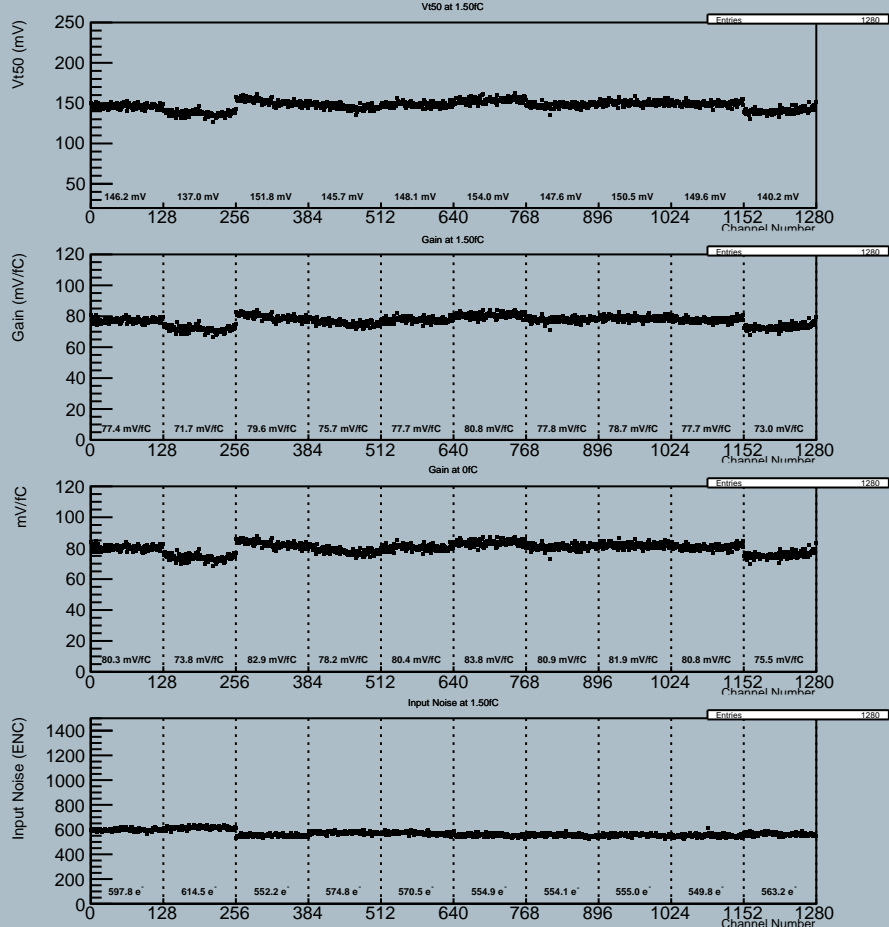 Vt50 at 1.50fC
Entries 1280
Vt50 (mV)
250
200
150
100
50
146.2 mV 137.0 mV 151.8 mV 145.7 mV 148.1 mV 154.0 mV 147.6 mV 150.5 mV 149.6 mV 140.2 mV
0 128 256 384 512 640 768 896 1024 1152 1280
Channel Number
Gain at 1.50fC
Entries 1280
Gain (mV/fC)
120
100
80
60
40
20
0
77.4 mV/fC 71.7 mV/fC 79.6 mV/fC 75.7 mV/fC 77.7 mV/fC 80.8 mV/fC 77.8 mV/fC 78.7 mV/fC 77.7 mV/fC 73.0 mV/fC
0 128 256 384 512 640 768 896 1024 1152 1280
Channel Number
Gain at 0fC
Entries 1280
mV/fC
120
100
80
60
40
20
0
80.3 mV/fC 73.8 mV/fC 82.9 mV/fC 78.2 mV/fC 80.4 mV/fC 83.8 mV/fC 80.9 mV/fC 81.9 mV/fC 80.8 mV/fC 75.5 mV/fC
0 128 256 384 512 640 768 896 1024 1152 1280
Channel Number
Input Noise at 1.50fC
Entries 1280
Input Noise (ENC)
1400
1200
1000
800
600
400
200
0
597.8 e⁻ 614.5 e⁻ 552.2 e⁻ 574.8 e⁻ 570.5 e⁻ 554.9 e⁻ 554.1 e⁻ 555.0 e⁻ 549.8 e⁻ 563.2 e⁻
0 128 256 384 512 640 768 896 1024 1152 1280
Channel Number